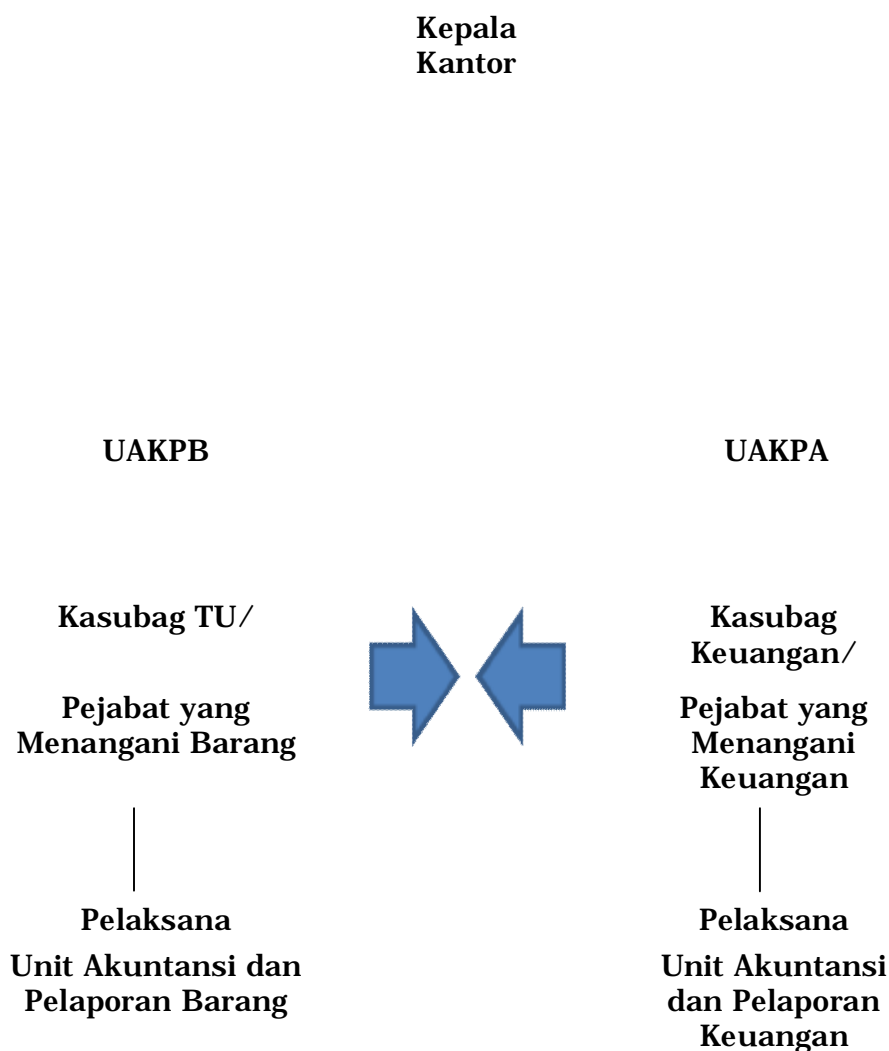 Kepala
Kantor
UAKPB
UAKPA
Kasubag TU/
Pejabat yang
Menangani Barang
Kasubag
Keuangan/
Pejabat yang
Menangani
Keuangan
Pelaksana
Unit Akuntansi dan
Pelaporan Barang
Pelaksana
Unit Akuntansi
dan Pelaporan
Keuangan